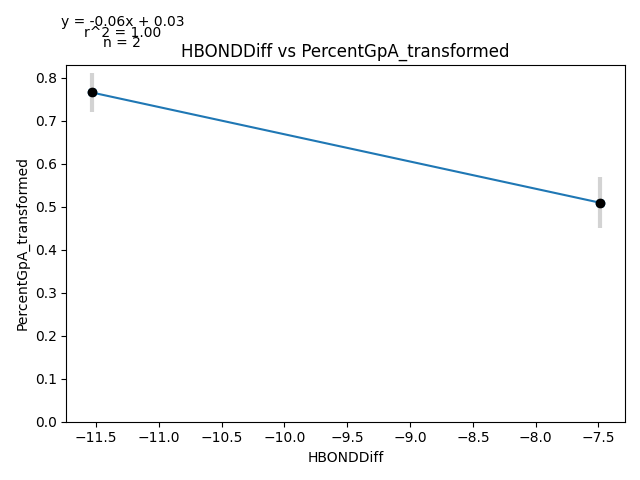 y = -0.06x + 0.03
r^2 = 1.00
n = 2
HBONDDiff vs PercentGpA_transformed
PercentGpA_transformed
0.8
0.7
0.6
0.5
0.4
0.3
0.2
0.1
0.0
−11.5 −11.0 −10.5 −10.0 −9.5 −9.0 −8.5 −8.0 −7.5
HBONDDiff